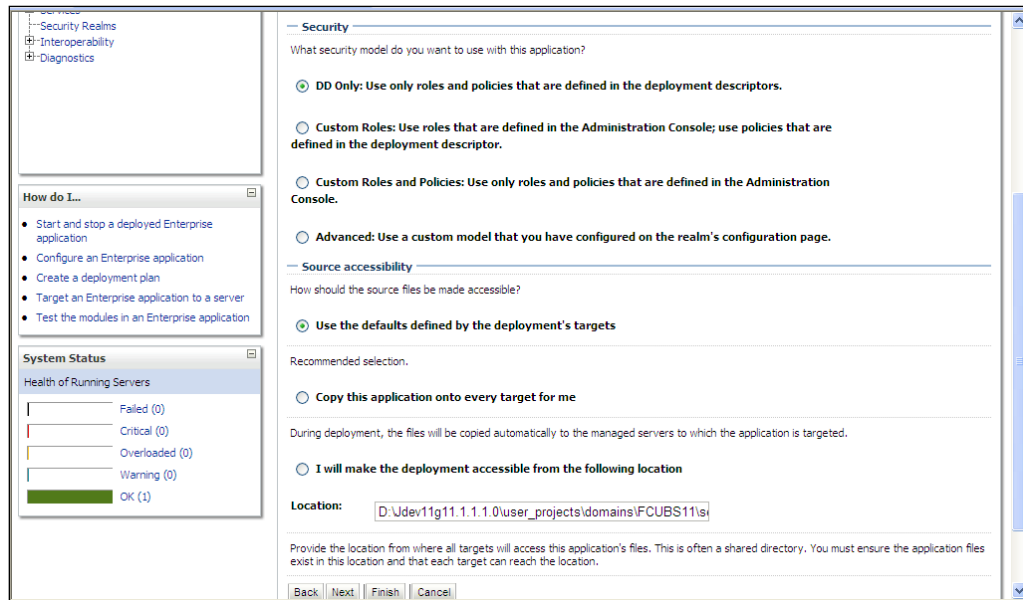 Services
Security Realms
Interoperability
Diagnostics
How do I...
Start and stop a deployed Enterprise
application
Configure an Enterprise application
Create a deployment plan
Target an Enterprise application to a server
Test the modules in an Enterprise application
System Status
Health of Running Servers
Failed (0)
Critical (0)
Overloaded (0)
Warning (0)
OK (1)
Security
What security model do you want to use with this application?
DD Only: Use only roles and policies that are defined in the deployment descriptors.
Custom Roles: Use roles that are defined in the Administration Console; use policies that are
defined in the deployment descriptor.
Custom Roles and Policies: Use only roles and policies that are defined in the Administration
Console.
Advanced: Use a custom model that you have configured on the realm's configuration page.
Source accessibility
How should the source files be made accessible?
Use the defaults defined by the deployment's targets
Recommended selection.
Copy this application onto every target for me
During deployment, the files will be copied automatically to the managed servers to which the application is targeted.
I will make the deployment accessible from the following location
Location: D:\Jdev11g11.1.1.1.0\user_projects\domains\FCUBS11\s
Provide the location from where all targets will access this application's files. This is often a shared directory. You must ensure the application files
exist in this location and that each target can reach the location.
Back Next Finish Cancel